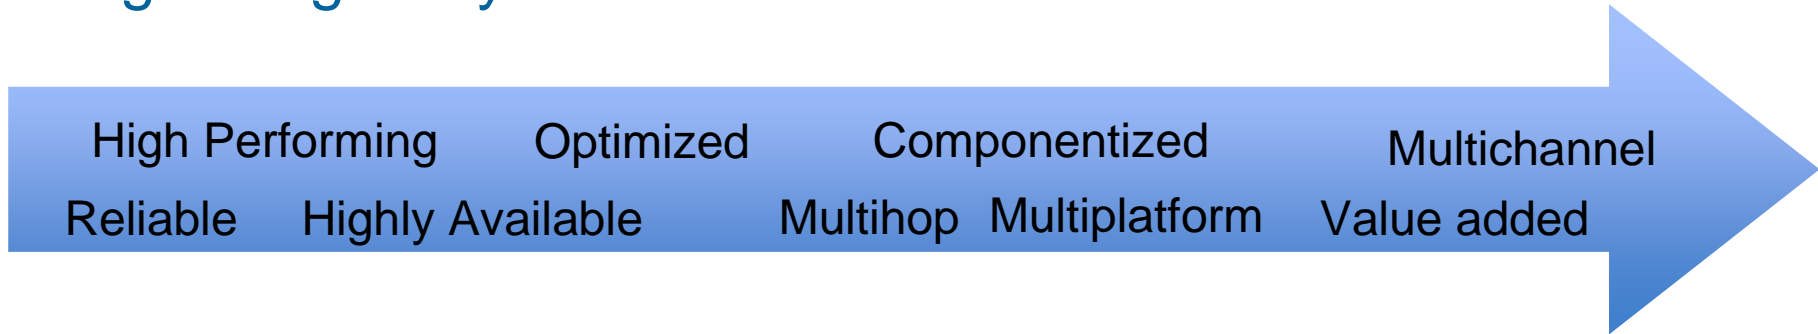 High Performing Optimized Componentized Multichannel
Reliable Highly Available Multihop Multiplatform Value added